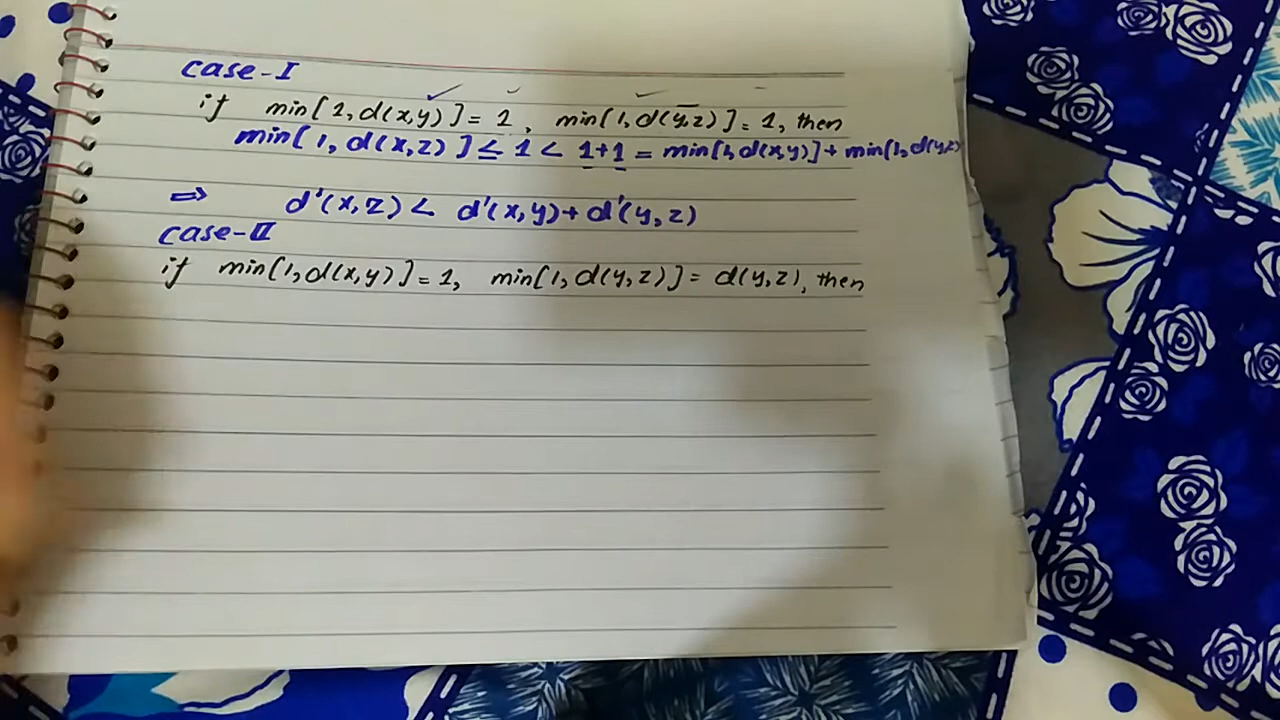 case-I
if min[1,d(x,y)] = 1, min[1,d(y,z)] = 1, then
min[1, d(x,z)] ≤ 1 < 1+1 = min[1,d(x,y)] + min[1,d(y,z)
⇒ d'(x,z) < d'(x,y) + d'(y,z)
case-II
if min[1,d(x,y)] = 1, min[1,d(y,z)] = d(y,z), then